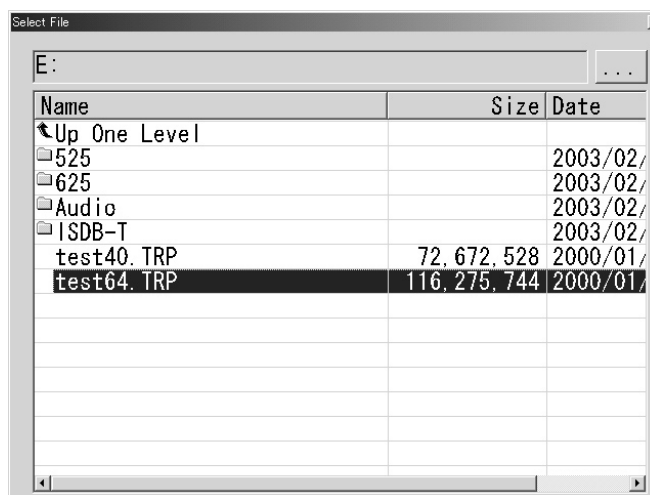 Select File
E:
...
Name Size Date
Up One Level
525 2003/02/
625 2003/02/
Audio 2003/02/
ISDB-T 2003/02/
test40.TRP 72,672,528 2000/01/
test64.TRP 116,275,744 2000/01/